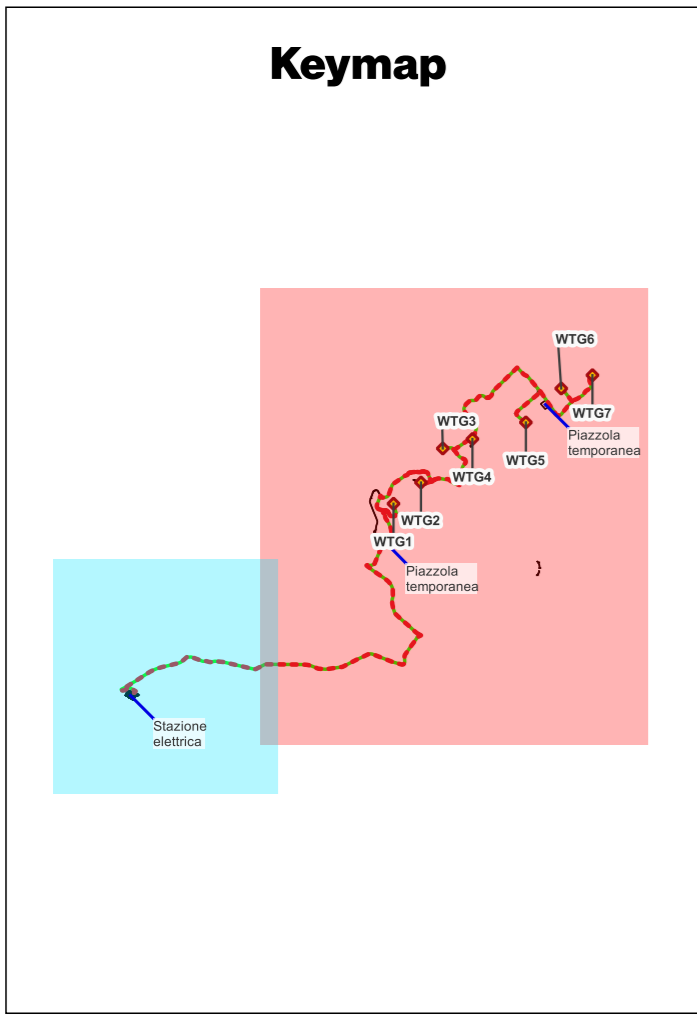 Keymap
WTG6
WTG7
WTG3
Piazzola
temporanea
WTG5
WTG4
WTG2
WTG1
Piazzola
temporanea
Stazione
elettrica